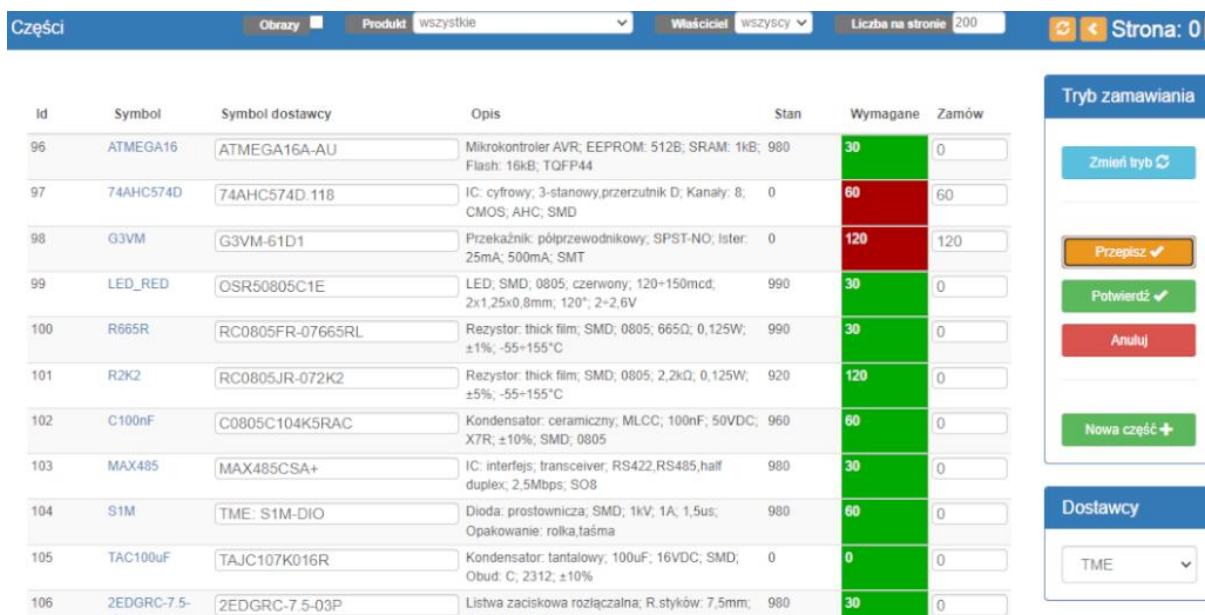 Części Obrazy Produkt wszystkie Właściciel wszyscy Liczba na stronie 200 Strona: 0
Id Symbol Symbol dostawcy Opis Stan Wymagane Zamów
96 ATMEGA16 ATMEGA16A-AU Mikrokontroler AVR; EEPROM: 512B; SRAM: 1kB; 980 30 0
Flash: 16kB; TQFP44
97 74AHC574D 74AHC574D.118 IC: cyfrowy; 3-stanowy,przerzutnik D; Kanały: 8; 0 60 60
CMOS; AHC; SMD
98 G3VM G3VM-61D1 Przekaźnik: półprzewodnikowy; SPST-NO; Ister: 0 120 120
25mA; 500mA; SMT
99 LED_RED OSR50805C1E LED; SMD; 0805; czerwony; 120÷150mcd; 990 30 0
2x1,25x0,8mm; 120°; 2÷2,6V
100 R665R RC0805FR-07665RL Rezystor: thick film; SMD; 0805; 665Ω; 0,125W; 990 30 0
±1%; -55÷155°C
101 R2K2 RC0805JR-072K2 Rezystor: thick film; SMD; 0805; 2,2kΩ; 0,125W; 920 120 0
±5%; -55÷155°C
102 C100nF C0805C104K5RAC Kondensator: ceramiczny; MLCC; 100nF; 50VDC; 960 60 0
X7R; ±10%; SMD; 0805
103 MAX485 MAX485CSA+ IC: interfejs; transceiver; RS422,RS485,half 980 30 0
duplex; 2,5Mbps; SO8
104 S1M TME: S1M-DIO Dioda: prostownicza; SMD; 1kV; 1A; 1,5us; 980 60 0
Opakowanie: rolka,taśma
105 TAC100uF TAJC107K016R Kondensator: tantalowy; 100uF; 16VDC; SMD; 0 0 0
Obud: C; 2312; ±10%
106 2EDGRC-7.5- 2EDGRC-7.5-03P Listwa zaciskowa rozłączalna; R.styków: 7,5mm; 980 30 0
Tryb zamawiania
Zmień tryb
Przepisz
Potwierdź
Anuluj
Nowa część
Dostawcy
TME